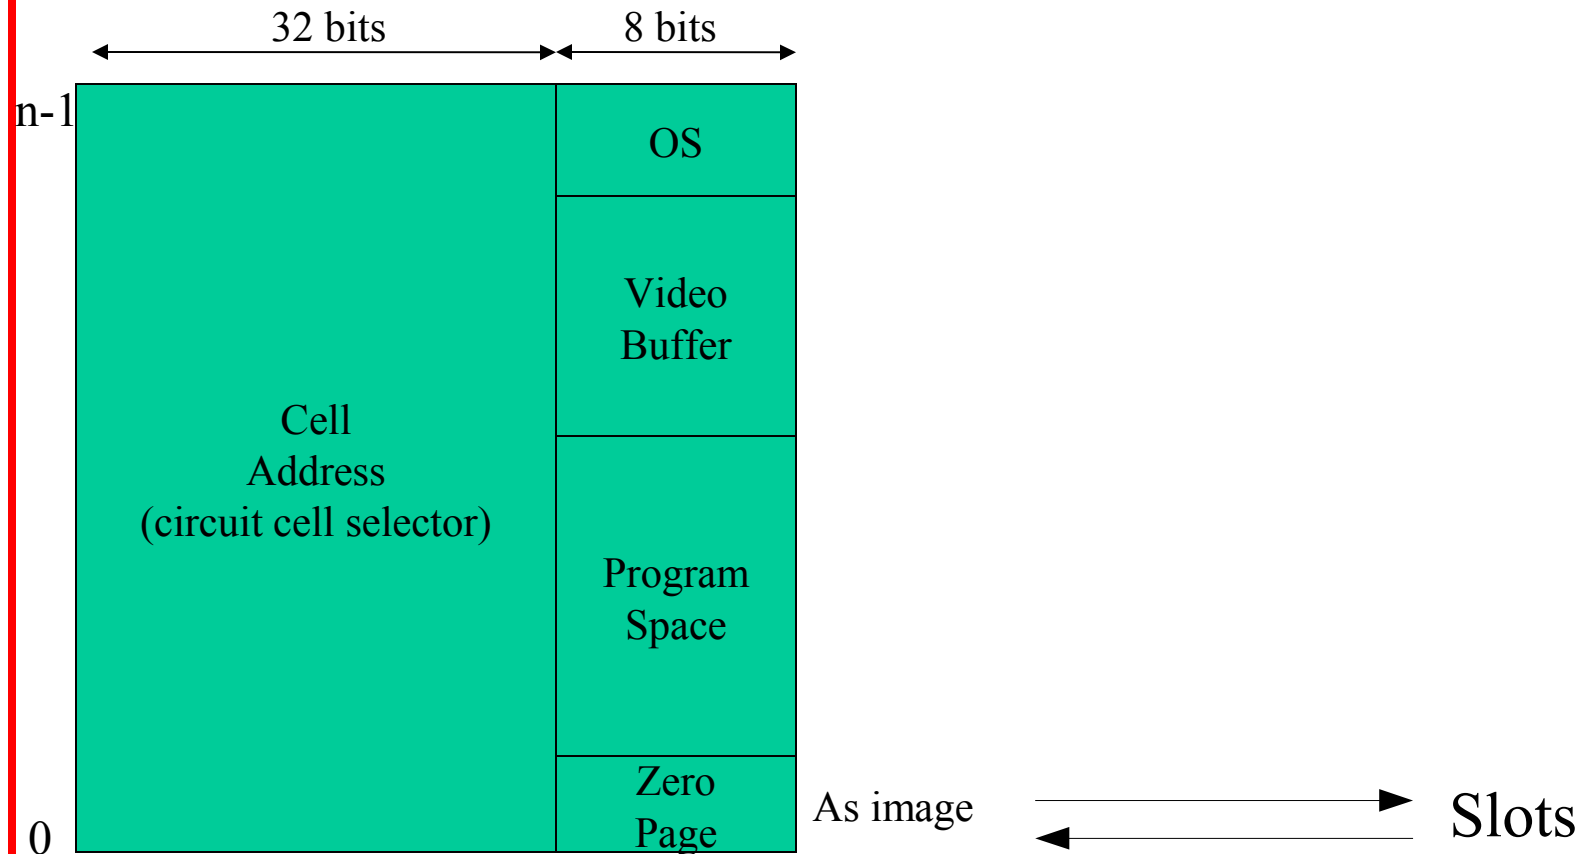 32 bits
8 bits
n-1
OS
Video
Buffer
Cell
Address
(circuit cell selector)
Program
Space
Zero
Page
As image
Slots
0